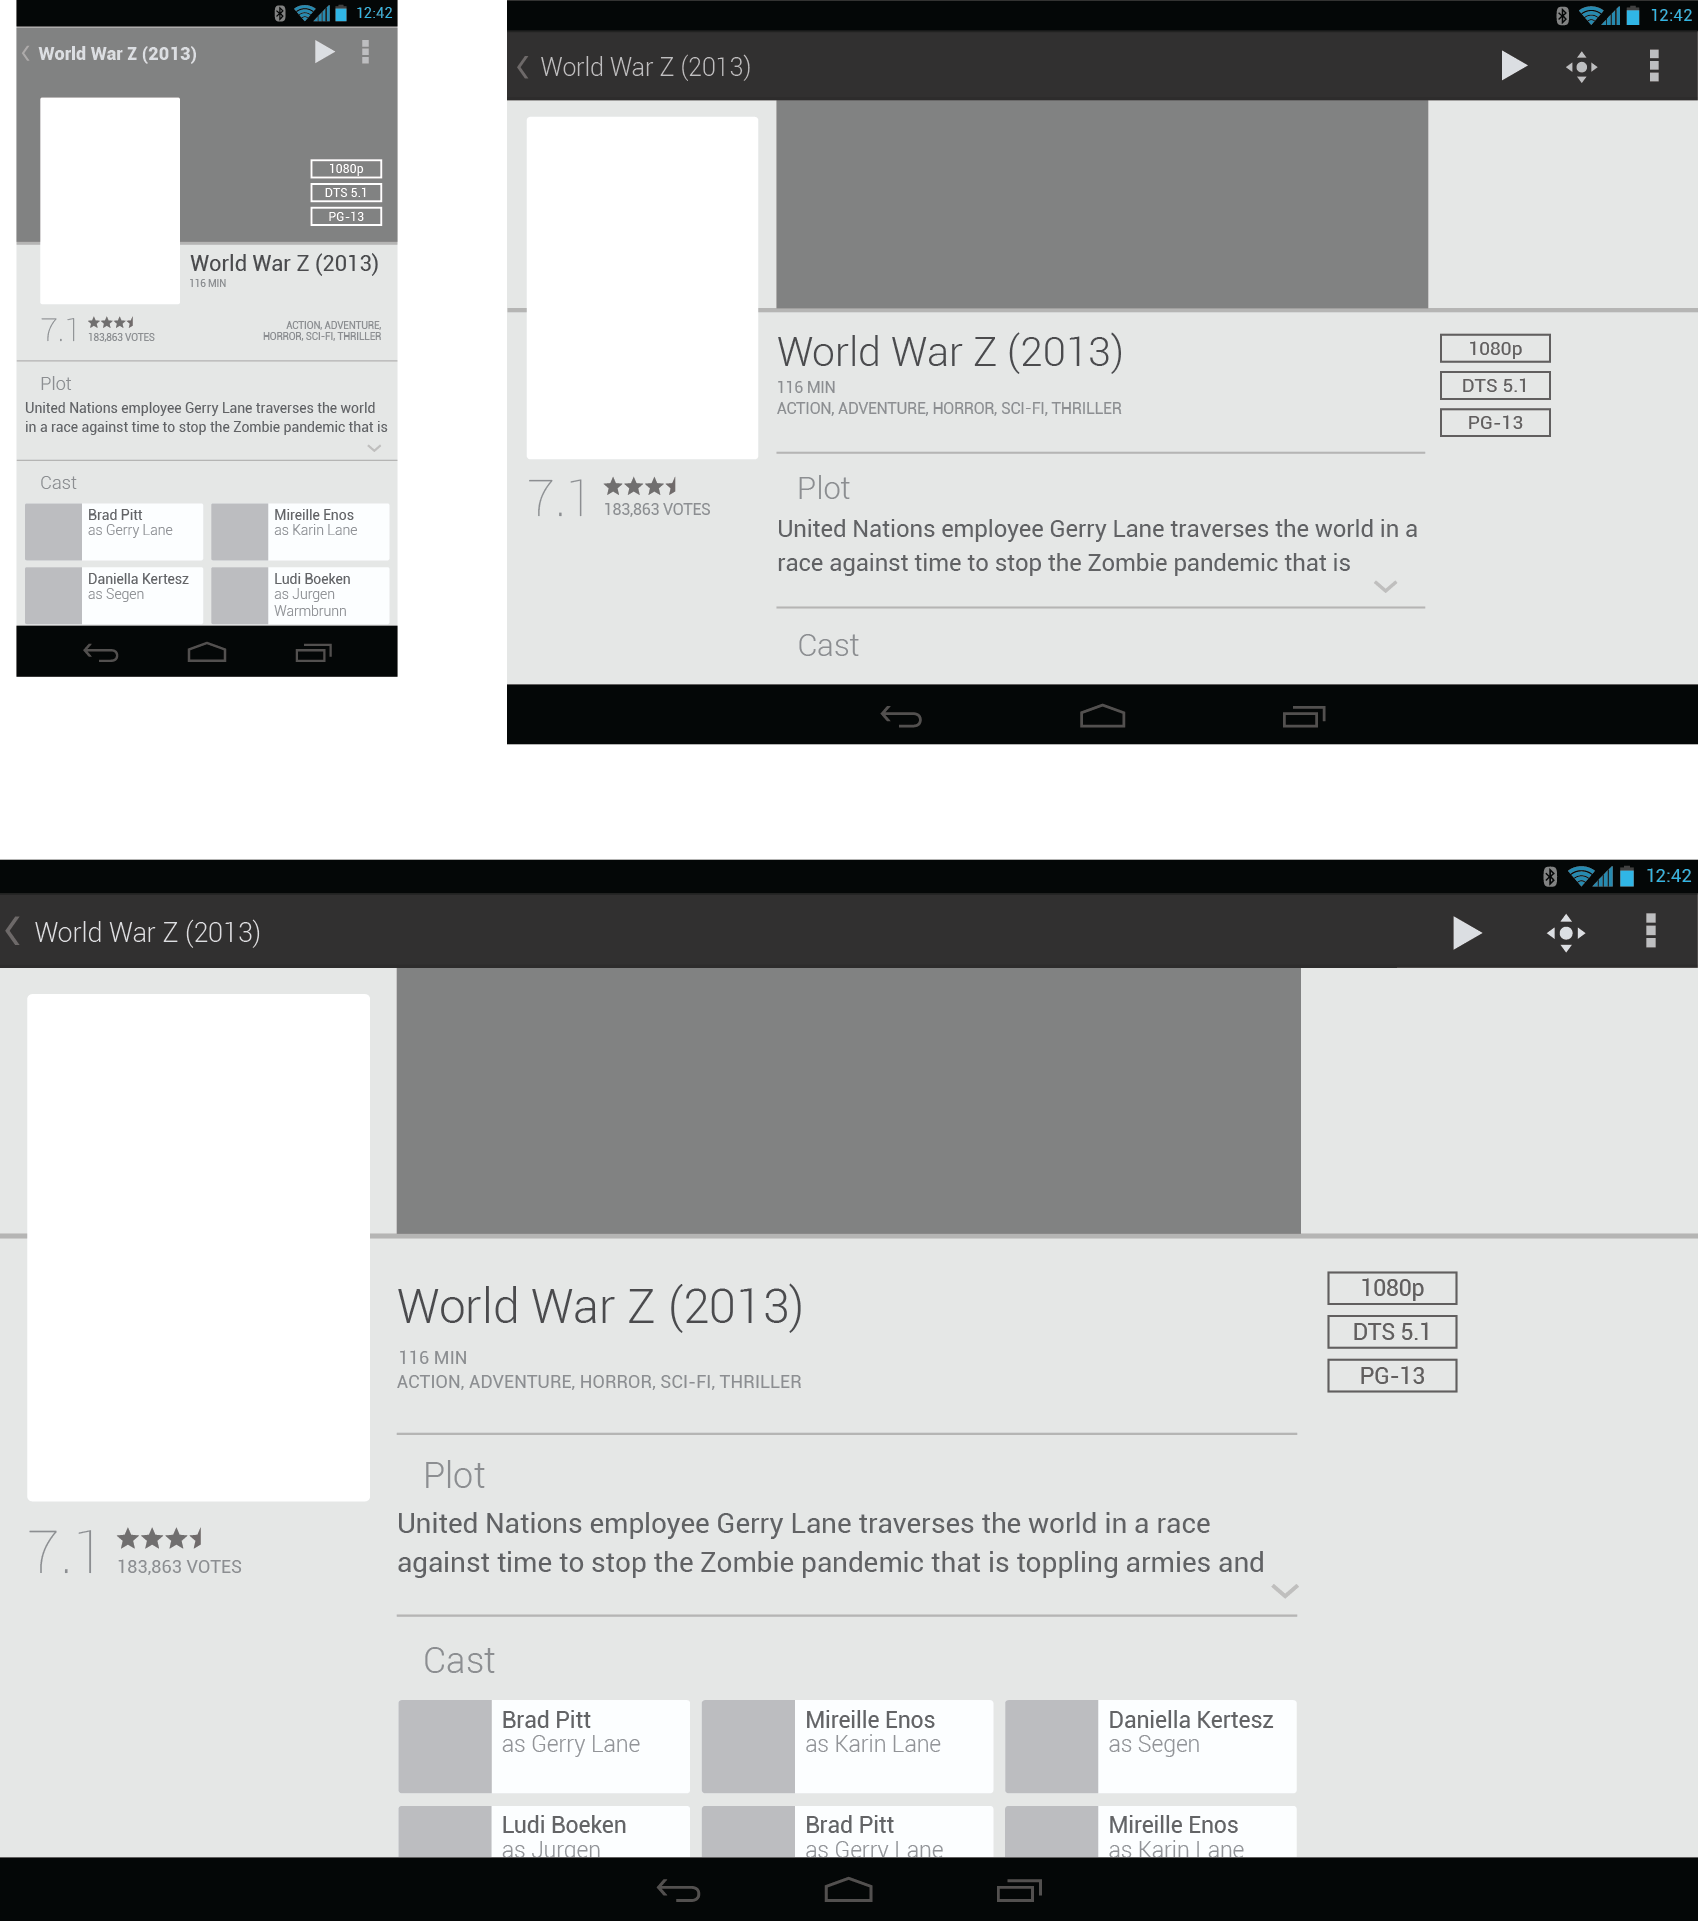 12:42
World War Z (2013)
1080p
DTS 5.1
PG-13
World War Z (2013)
116 MIN
7.1
183,863 VOTES
ACTION, ADVENTURE,
HORROR, SCI-FI, THRILLER
Plot
United Nations employee Gerry Lane traverses the world
in a race against time to stop the Zombie pandemic that is
Cast
Brad Pitt
as Gerry Lane
Mireille Enos
as Karin Lane
Daniella Kertesz
as Segen
Ludi Boeken
as Jurgen
Warmbrunn
12:42
World War Z (2013)
World War Z (2013)
116 MIN
ACTION, ADVENTURE, HORROR, SCI-FI, THRILLER
1080p
DTS 5.1
PG-13
7.1
183,863 VOTES
Plot
United Nations employee Gerry Lane traverses the world in a
race against time to stop the Zombie pandemic that is
Cast
12:42
World War Z (2013)
World War Z (2013)
116 MIN
ACTION, ADVENTURE, HORROR, SCI-FI, THRILLER
1080p
DTS 5.1
PG-13
7.1
183,863 VOTES
Plot
United Nations employee Gerry Lane traverses the world in a race
against time to stop the Zombie pandemic that is toppling armies and
Cast
Brad Pitt
as Gerry Lane
Mireille Enos
as Karin Lane
Daniella Kertesz
as Segen
Ludi Boeken
as Jurgen
Brad Pitt
as Gerry Lane
Mireille Enos
as Karin Lane